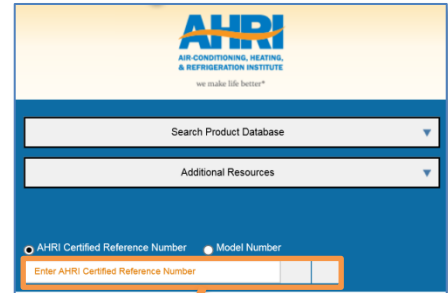 AHRI
AIR-CONDITIONING, HEATING,
& REFRIGERATION INSTITUTE
we make life better*
Search Product Database
Additional Resources
AHRI Certified Reference Number Model Number
Enter AHRI Certified Reference Number